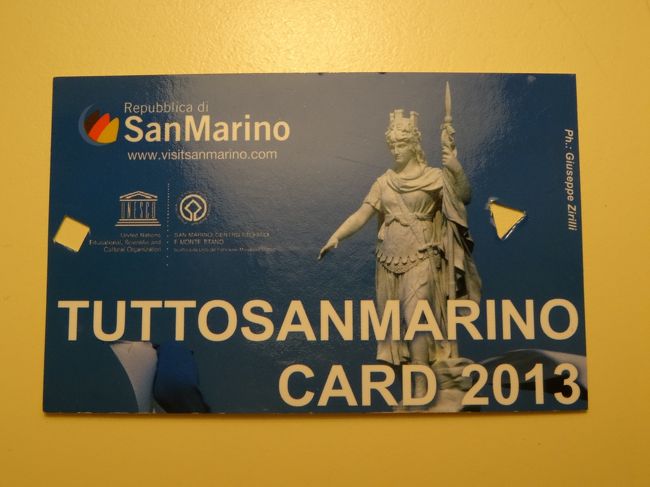 Repubblica di
SanMarino
www.visitsanmarino.com
UNESCO
United Nations
Educational, Scientific and
Cultural Organization
SAN MARINO: CENTRO STORICO
E MONTE TITANO
Ph.: Giuseppe Zirilli
TUTTOSANMARINO
CARD 2013